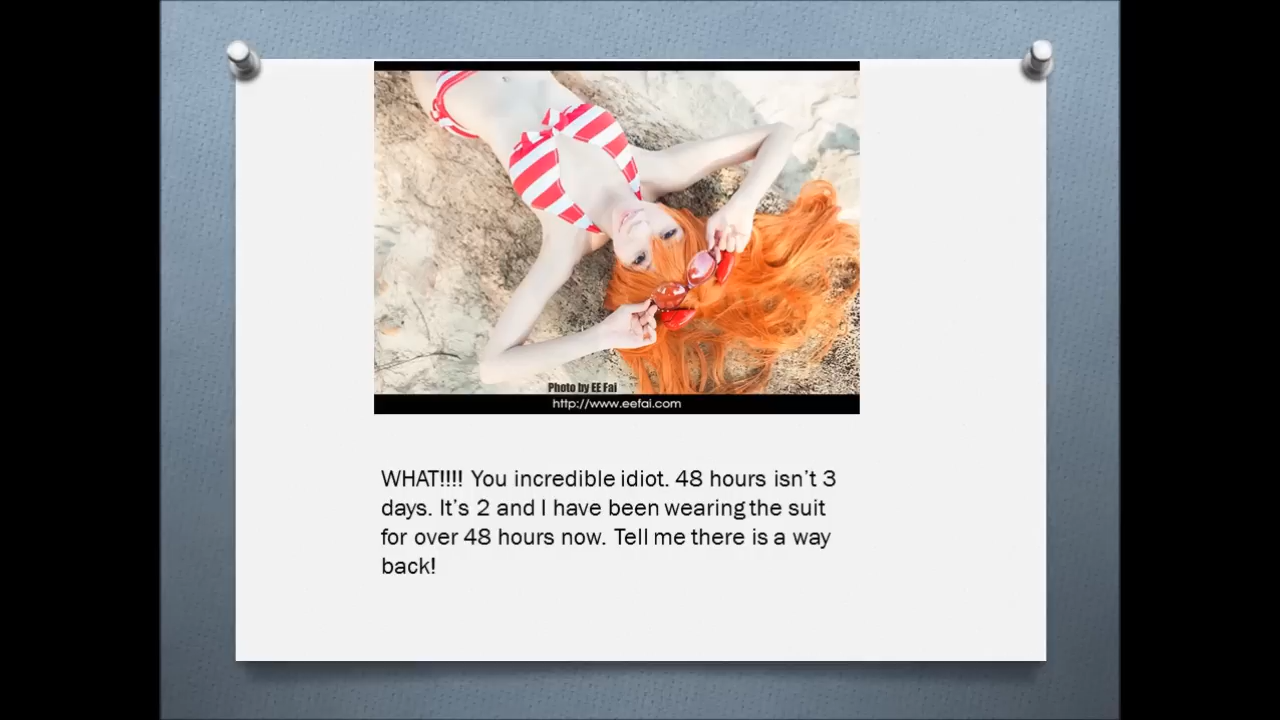 Photo by EE Fai
http://www.eefai.com
WHAT!!!! You incredible idiot. 48 hours isn’t 3
days. It’s 2 and I have been wearing the suit
for over 48 hours now. Tell me there is a way
back!